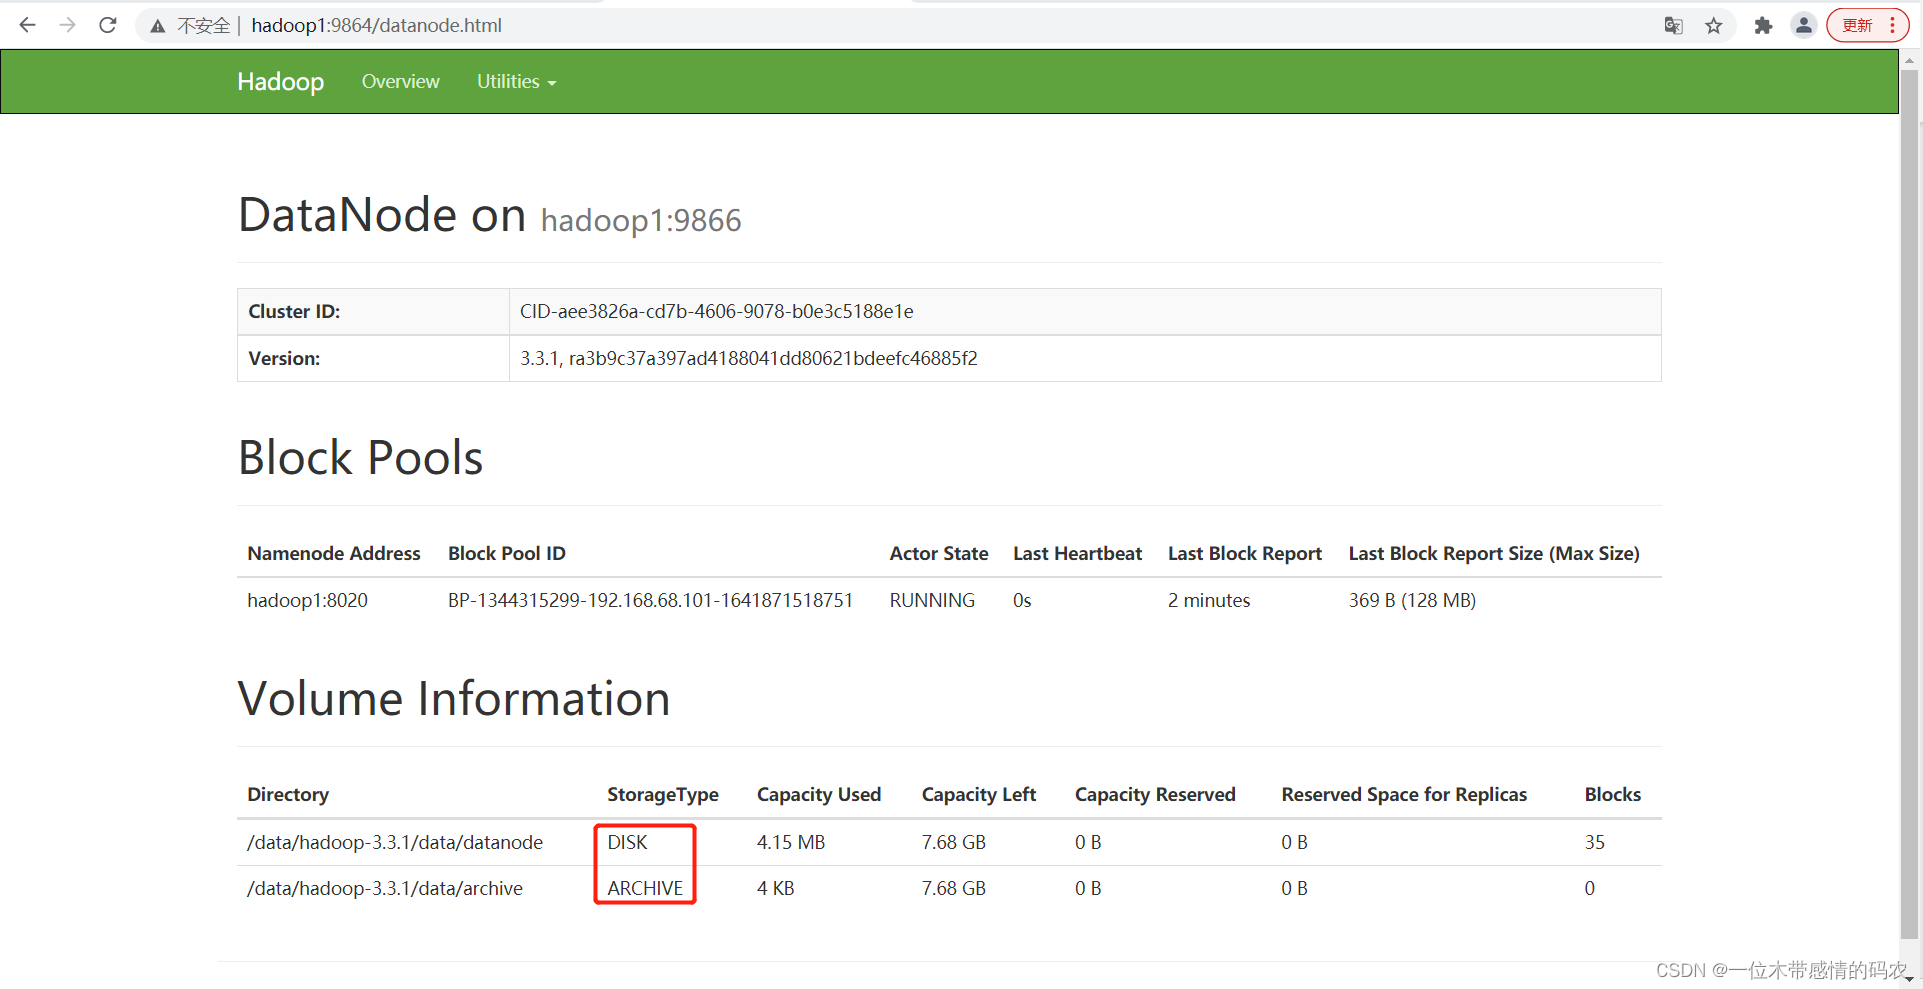 不安全 | hadoop1:9864/datanode.html 更新
Hadoop Overview Utilities
DataNode on hadoop1:9866
Cluster ID: CID-aee3826a-cd7b-4606-9078-b0e3c5188e1e
Version: 3.3.1, ra3b9c37a397ad4188041dd80621bdeefc46885f2
Block Pools
Namenode Address Block Pool ID Actor State Last Heartbeat Last Block Report Last Block Report Size (Max Size)
hadoop1:8020 BP-1344315299-192.168.68.101-1641871518751 RUNNING 0s 2 minutes 369 B (128 MB)
Volume Information
Directory StorageType Capacity Used Capacity Left Capacity Reserved Reserved Space for Replicas Blocks
/data/hadoop-3.3.1/data/datanode DISK 4.15 MB 7.68 GB 0 B 0 B 35
/data/hadoop-3.3.1/data/archive ARCHIVE 4 KB 7.68 GB 0 B 0 B 0
CSDN @一位木带感情的码农